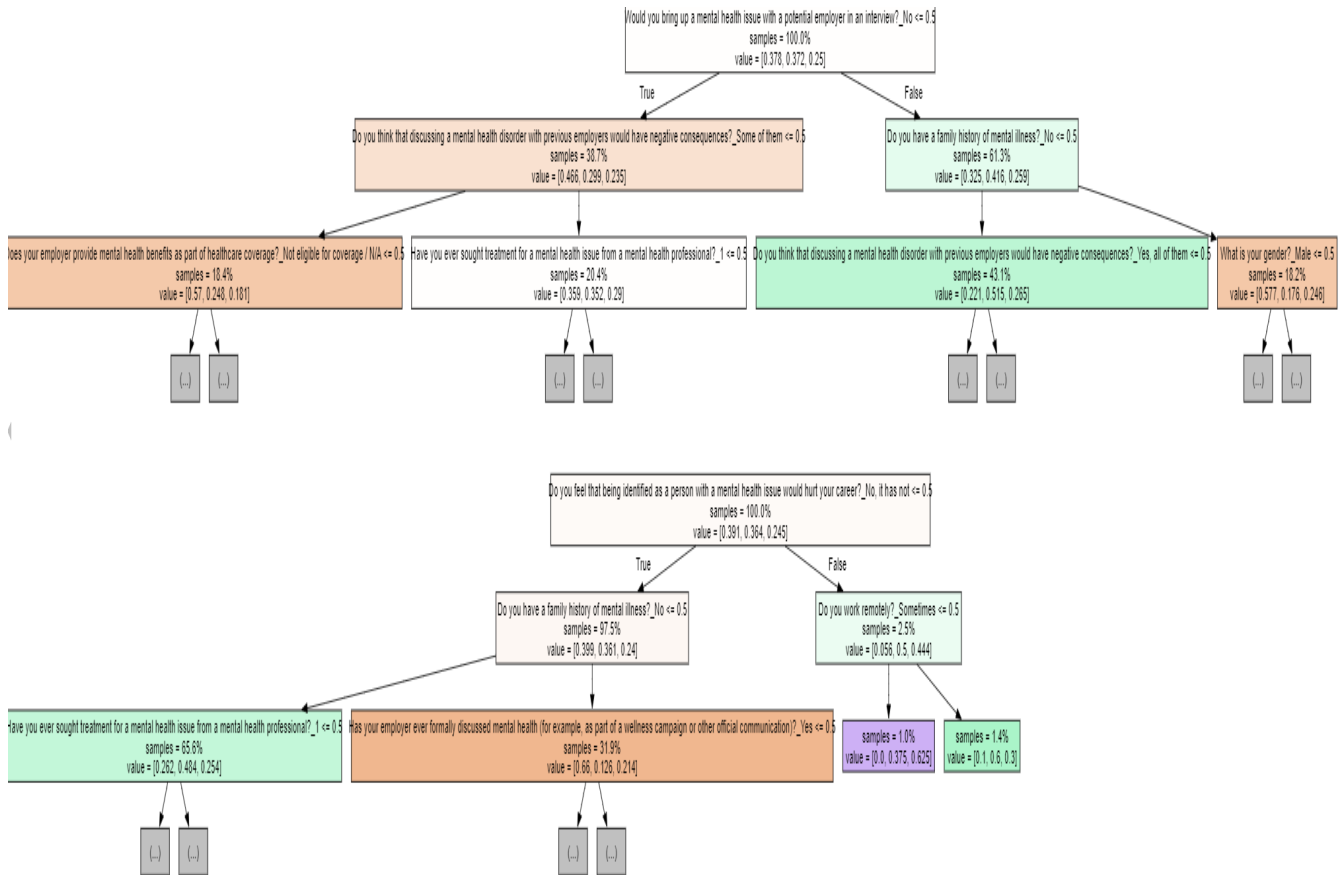 Would you bring up a mental health issue with a potential employer in an interview?_No <= 0.5
samples = 100.0%
value = [0.378, 0.372, 0.25]
True
False
Do you think that discussing a mental health disorder with previous employers would have negative consequences?_Some of them <= 0.5
samples = 38.7%
value = [0.466, 0.299, 0.235]
Do you have a family history of mental illness?_No <= 0.5
samples = 61.3%
value = [0.325, 0.416, 0.259]
Does your employer provide mental health benefits as part of healthcare coverage?_Not eligible for coverage / N/A <= 0.5
samples = 18.4%
value = [0.57, 0.248, 0.181]
Have you ever sought treatment for a mental health issue from a mental health professional?_1 <= 0.5
samples = 20.4%
value = [0.359, 0.352, 0.29]
Do you think that discussing a mental health disorder with previous employers would have negative consequences?_Yes, all of them <= 0.5
samples = 43.1%
value = [0.221, 0.515, 0.265]
What is your gender?_Male <= 0.5
samples = 18.2%
value = [0.577, 0.176, 0.246]
(...)
(...)
(...)
(...)
(...)
(...)
(...)
(...)
Do you feel that being identified as a person with a mental health issue would hurt your career?_No, it has not <= 0.5
samples = 100.0%
value = [0.391, 0.364, 0.245]
True
False
Do you have a family history of mental illness?_No <= 0.5
samples = 97.5%
value = [0.399, 0.361, 0.24]
Do you work remotely?_Sometimes <= 0.5
samples = 2.5%
value = [0.056, 0.5, 0.444]
Have you ever sought treatment for a mental health issue from a mental health professional?_1 <= 0.5
samples = 65.6%
value = [0.262, 0.484, 0.254]
Has your employer ever formally discussed mental health (for example, as part of a wellness campaign or other official communication)?_Yes <= 0.5
samples = 31.9%
value = [0.66, 0.126, 0.214]
samples = 1.0%
value = [0.0, 0.375, 0.625]
samples = 1.4%
value = [0.1, 0.6, 0.3]
(...)
(...)
(...)
(...)